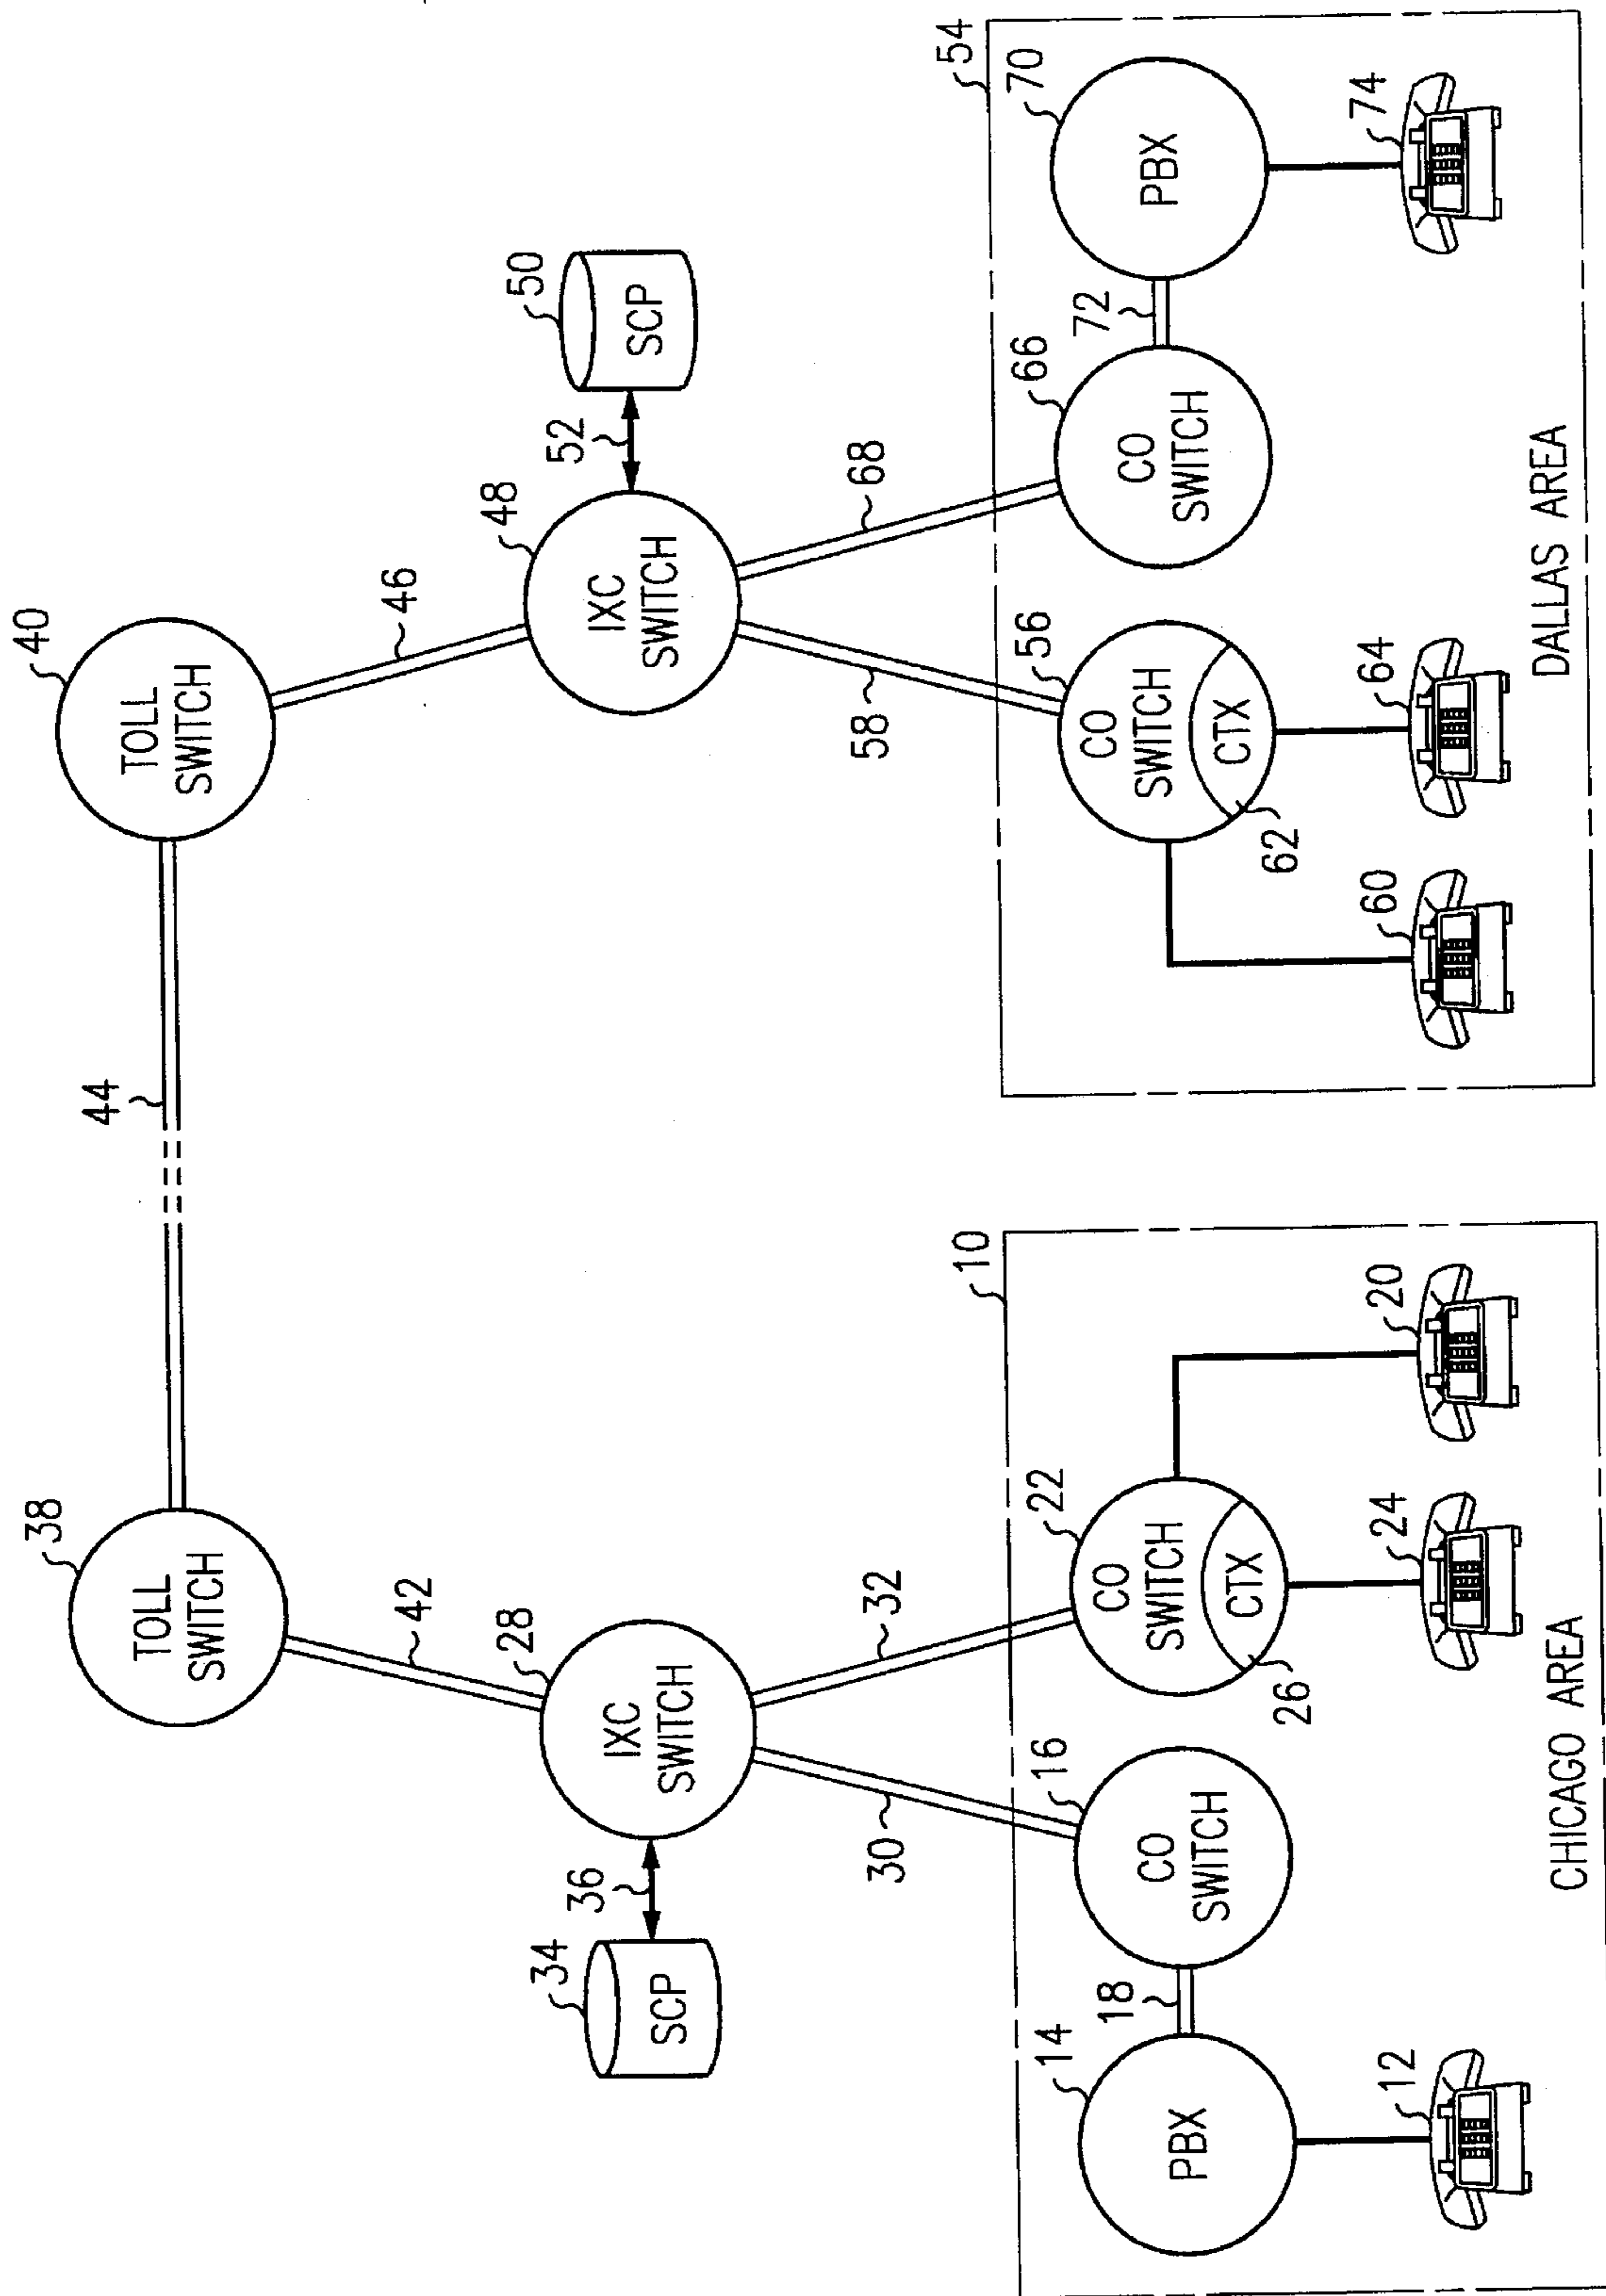 38
TOLL
SWITCH
44
40
TOLL
SWITCH
42
46
34
SCP
36
28
IXC
SWITCH
48
IXC
SWITCH
52
50
SCP
30
32
58
68
10
54
14
PBX
18
16
CO
SWITCH
22
CO
SWITCH
CTX
26
12
24
20
CHICAGO AREA
56
CO
SWITCH
CTX
62
66
CO
SWITCH
72
70
PBX
60
64
74
DALLAS AREA